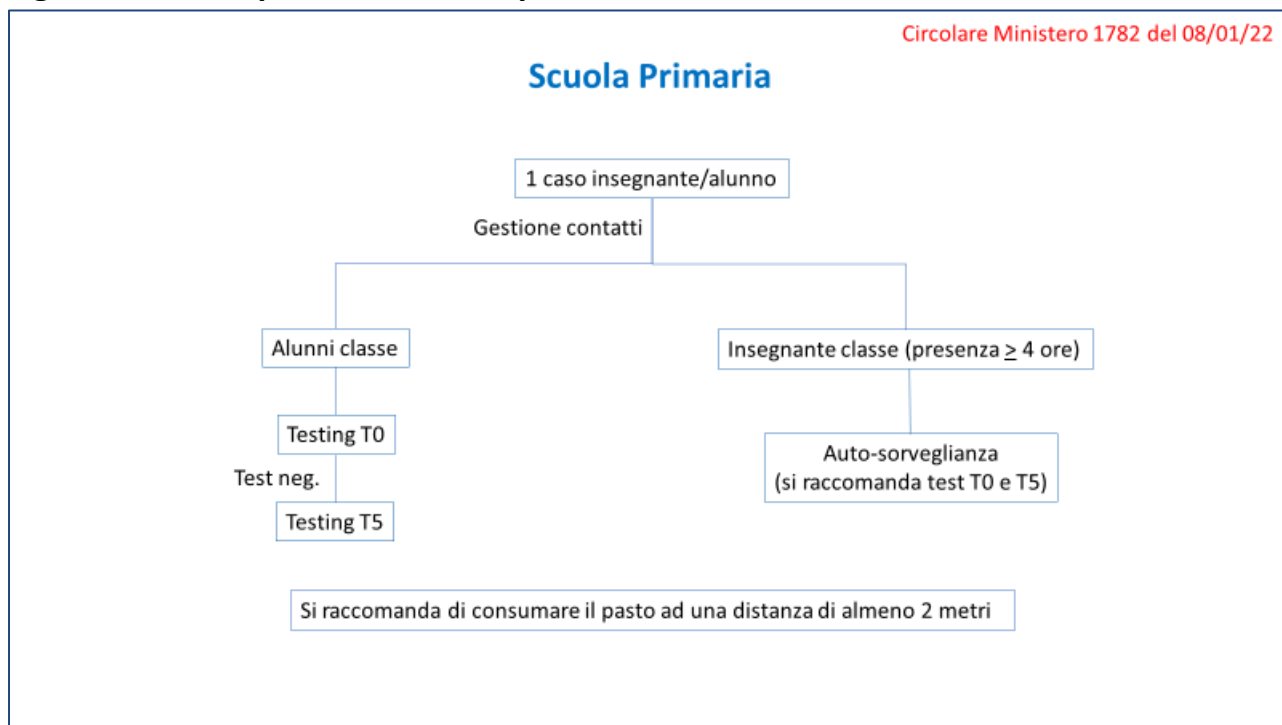 Circolare Ministero 1782 del 08/01/22
Scuola Primaria
1 caso insegnante/alunno
Gestione contatti
Alunni classe
Insegnante classe (presenza ≥ 4 ore)
Testing T0
Auto-sorveglianza
(si raccomanda test T0 e T5)
Test neg.
Testing T5
Si raccomanda di consumare il pasto ad una distanza di almeno 2 metri